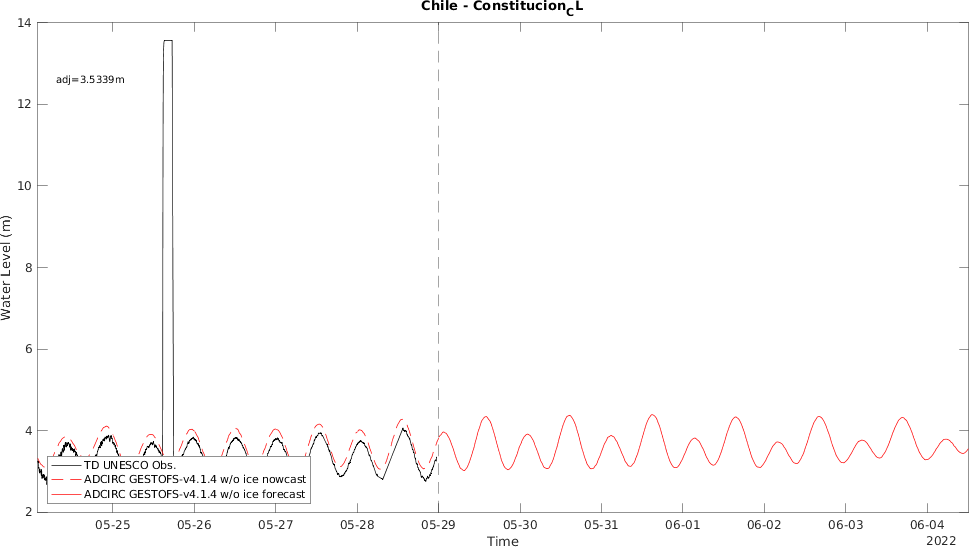 Chile - Constitucion_CL
14
12
10
8
6
4
2
Water Level (m)
adj=3.5339m
TD UNESCO Obs.
ADCIRC GESTOFS-v4.1.4 w/o ice nowcast
ADCIRC GESTOFS-v4.1.4 w/o ice forecast
05-25 05-26 05-27 05-28 05-29 05-30 05-31 06-01 06-02 06-03 06-04
Time
2022